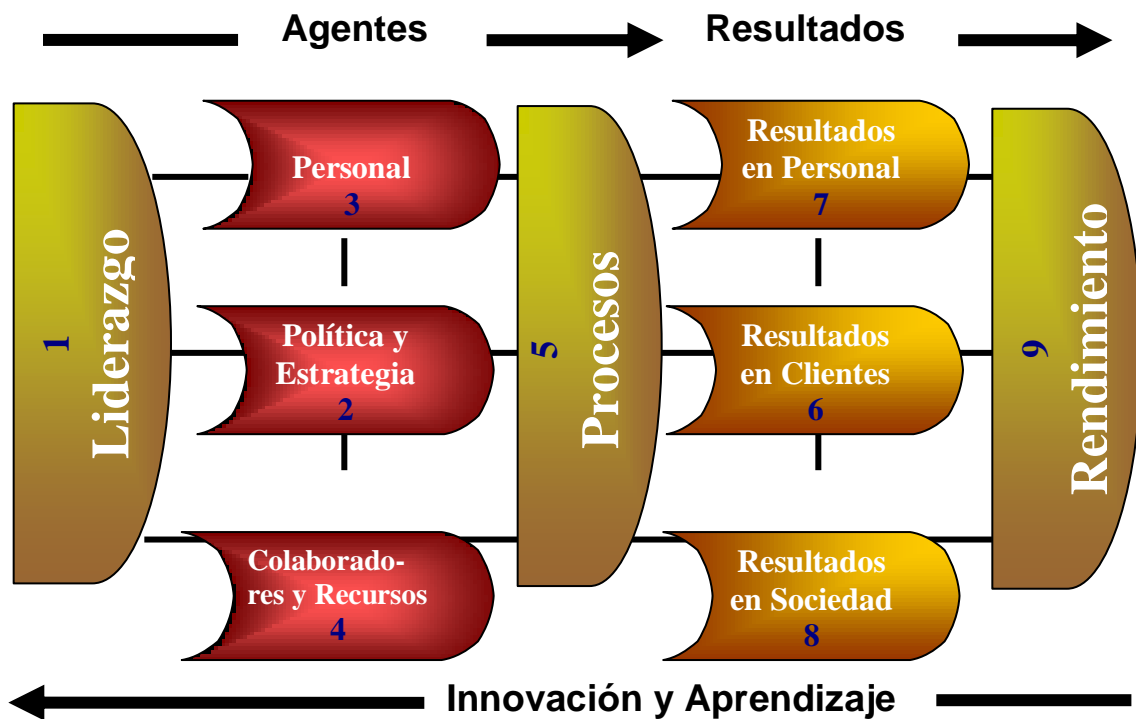 Agentes
Resultados
Liderazgo
1
Personal
3
Política y
Estrategia
2
Colaborado-
res y Recursos
4
Procesos
5
Resultados
en Personal
7
Resultados
en Clientes
6
Resultados
en Sociedad
8
Rendimiento
9
Innovación y Aprendizaje